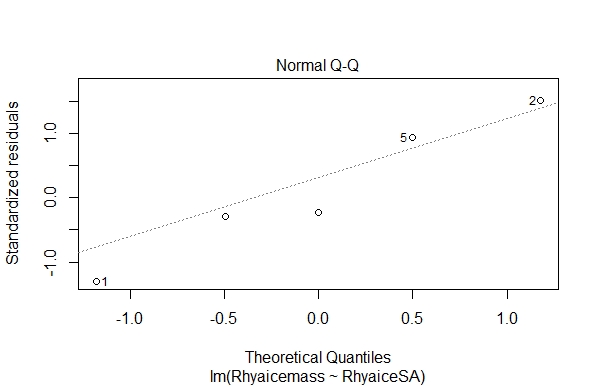 Normal Q-Q
Standardized residuals
1.0
0.0
-1.0
2
5
1
-1.0 -0.5 0.0 0.5 1.0
Theoretical Quantiles
lm(Rhyaicemass ~ RhyaiceSA)